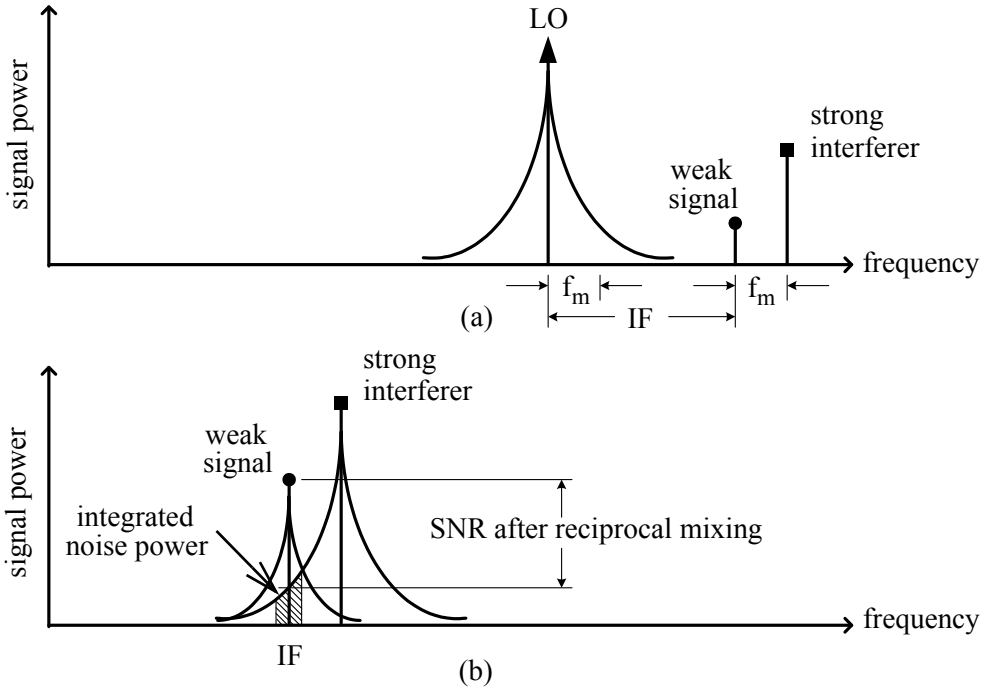 LO
signal power
strong
interferer
weak
signal
frequency
f_m
f_m
IF
(a)
strong
interferer
signal power
weak
signal
integrated
noise power
SNR after reciprocal mixing
frequency
IF
(b)